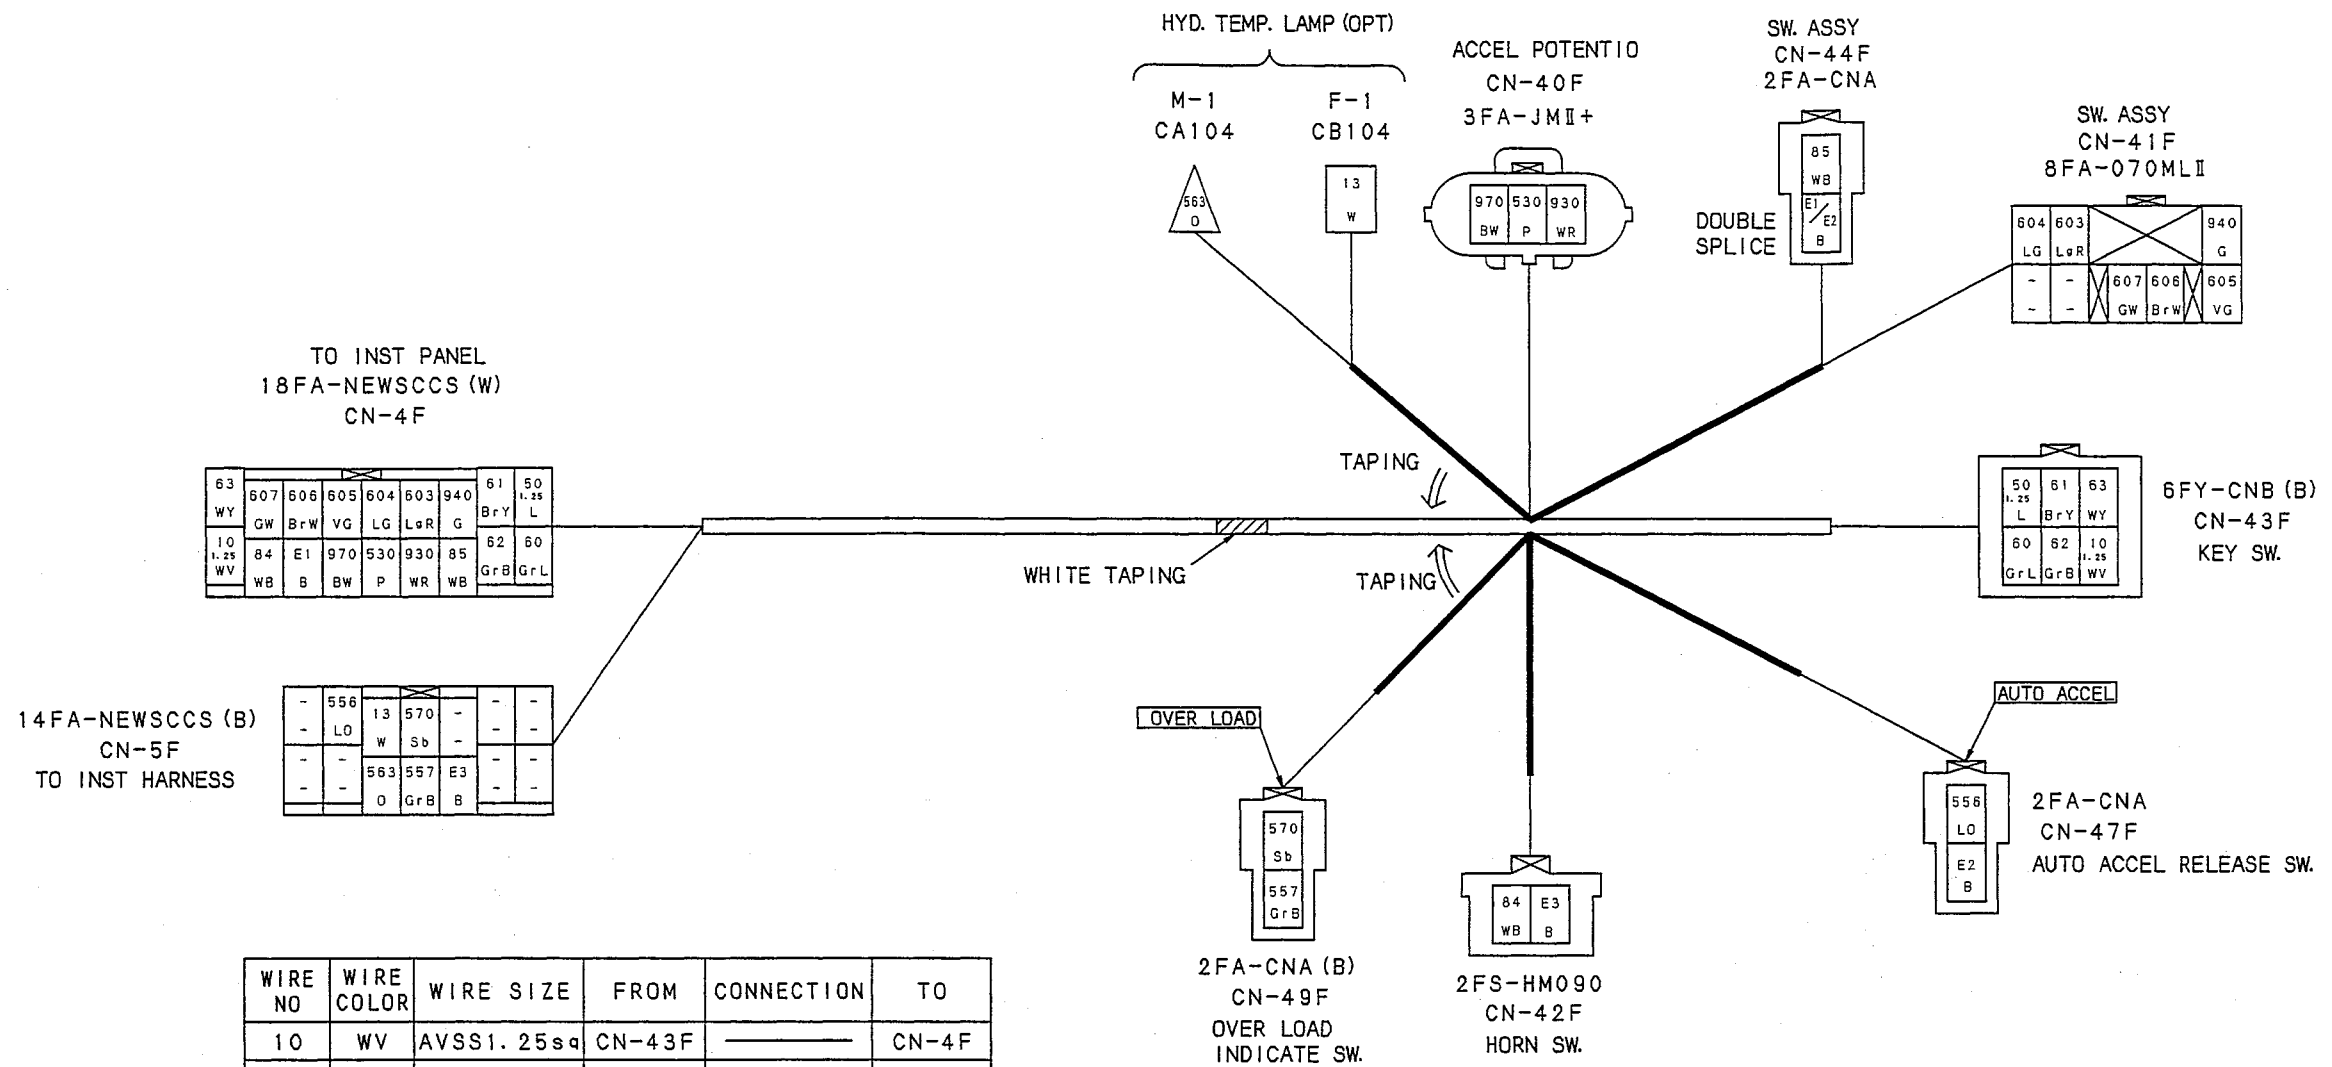 HYD. TEMP. LAMP (OPT)
M-1
CA104
563
O
F-1
CB104
13
W
ACCEL POTENTIO
CN-40F
3FA-JMⅡ+
970 530 930
BW P WR
SW. ASSY
CN-44F
2FA-CNA
85
WB
E1/E2
B
DOUBLE
SPLICE
SW. ASSY
CN-41F
8FA-070MLⅡ
604 603 940
LG LgR G
- - 607 606 605
- - GW BrW VG
TO INST PANEL
18FA-NEWSCCS (W)
CN-4F
63 607 606 605 604 603 940 61 50
1.25
WY GW BrW VG LG LgR G BrY L
10 84 E1 970 530 930 85 62 60
1.25
WV WB B BW P WR WB GrB GrL
TAPING
WHITE TAPING
TAPING
50 61 63
1.25
L BrY WY
60 62 10
1.25
GrL GrB WV
6FY-CNB (B)
CN-43F
KEY SW.
14FA-NEWSCCS (B)
CN-5F
TO INST HARNESS
- 556 13 570 - - -
- LO W Sb - - -
- - 563 557 E3 - -
- - O GrB B - -
OVER LOAD
570
Sb
557
GrB
2FA-CNA (B)
CN-49F
OVER LOAD
INDICATE SW.
84 E3
WB B
2FS-HM090
CN-42F
HORN SW.
AUTO ACCEL
556
LO
E2
B
2FA-CNA
CN-47F
AUTO ACCEL RELEASE SW.
WIRE NO WIRE COLOR WIRE SIZE FROM CONNECTION TO
10 WV AVSS1.25sq CN-43F CN-4F